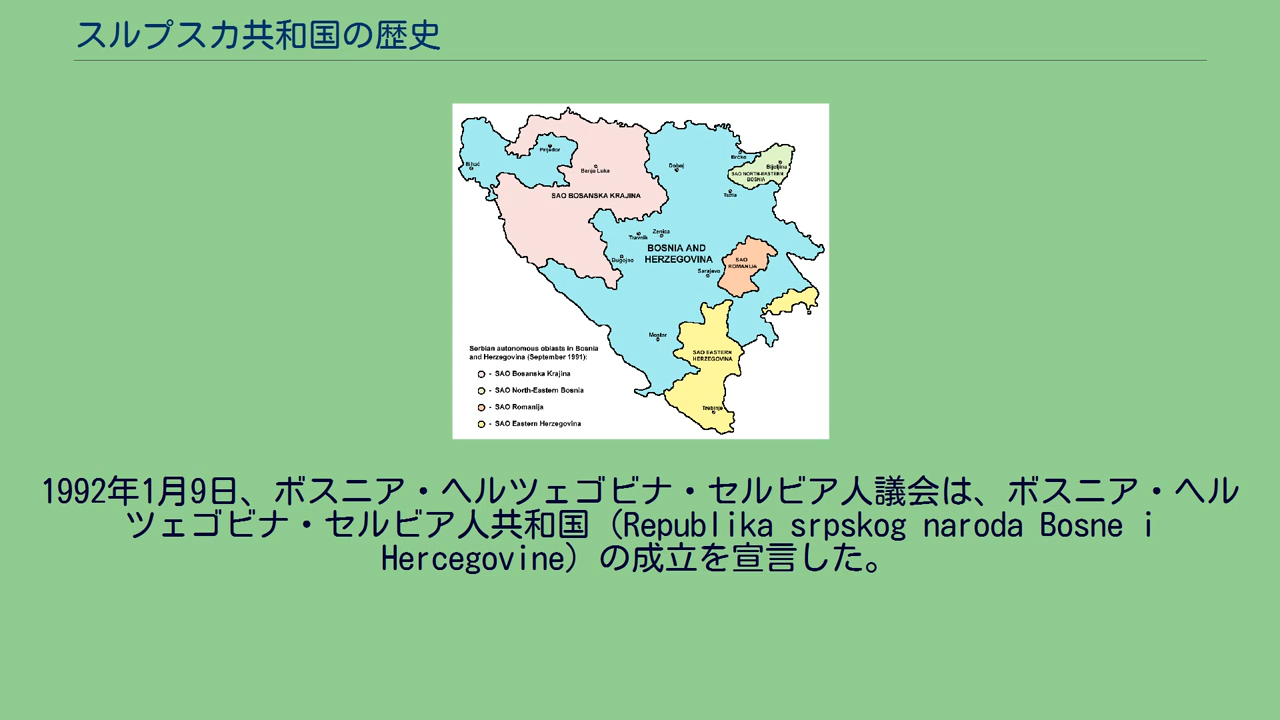 スルプスカ共和国の歴史
Bihać
Prijedor
Banja Luka
Doboj
Brčko
Bijeljina
SAO NORTH-EASTERN
BOSNIA
Tuzla
SAO BOSANSKA KRAJINA
Zenica
Travnik
BOSNIA AND
HERZEGOVINA
Bugojno
SAO
ROMANIJA
Sarajevo
Mostar
SAO EASTERN
HERZEGOVINA
Trebinje
Serbian autonomous oblasts in Bosnia
and Herzegovina (September 1991):
- SAO Bosanska Krajina
- SAO North-Eastern Bosnia
- SAO Romanija
- SAO Eastern Herzegovina
1992年1月9日、ボスニア・ヘルツェゴビナ・セルビア人議会は、ボスニア・ヘル
ツェゴビナ・セルビア人共和国（Republika srpskog naroda Bosne i
Hercegovine）の成立を宣言した。